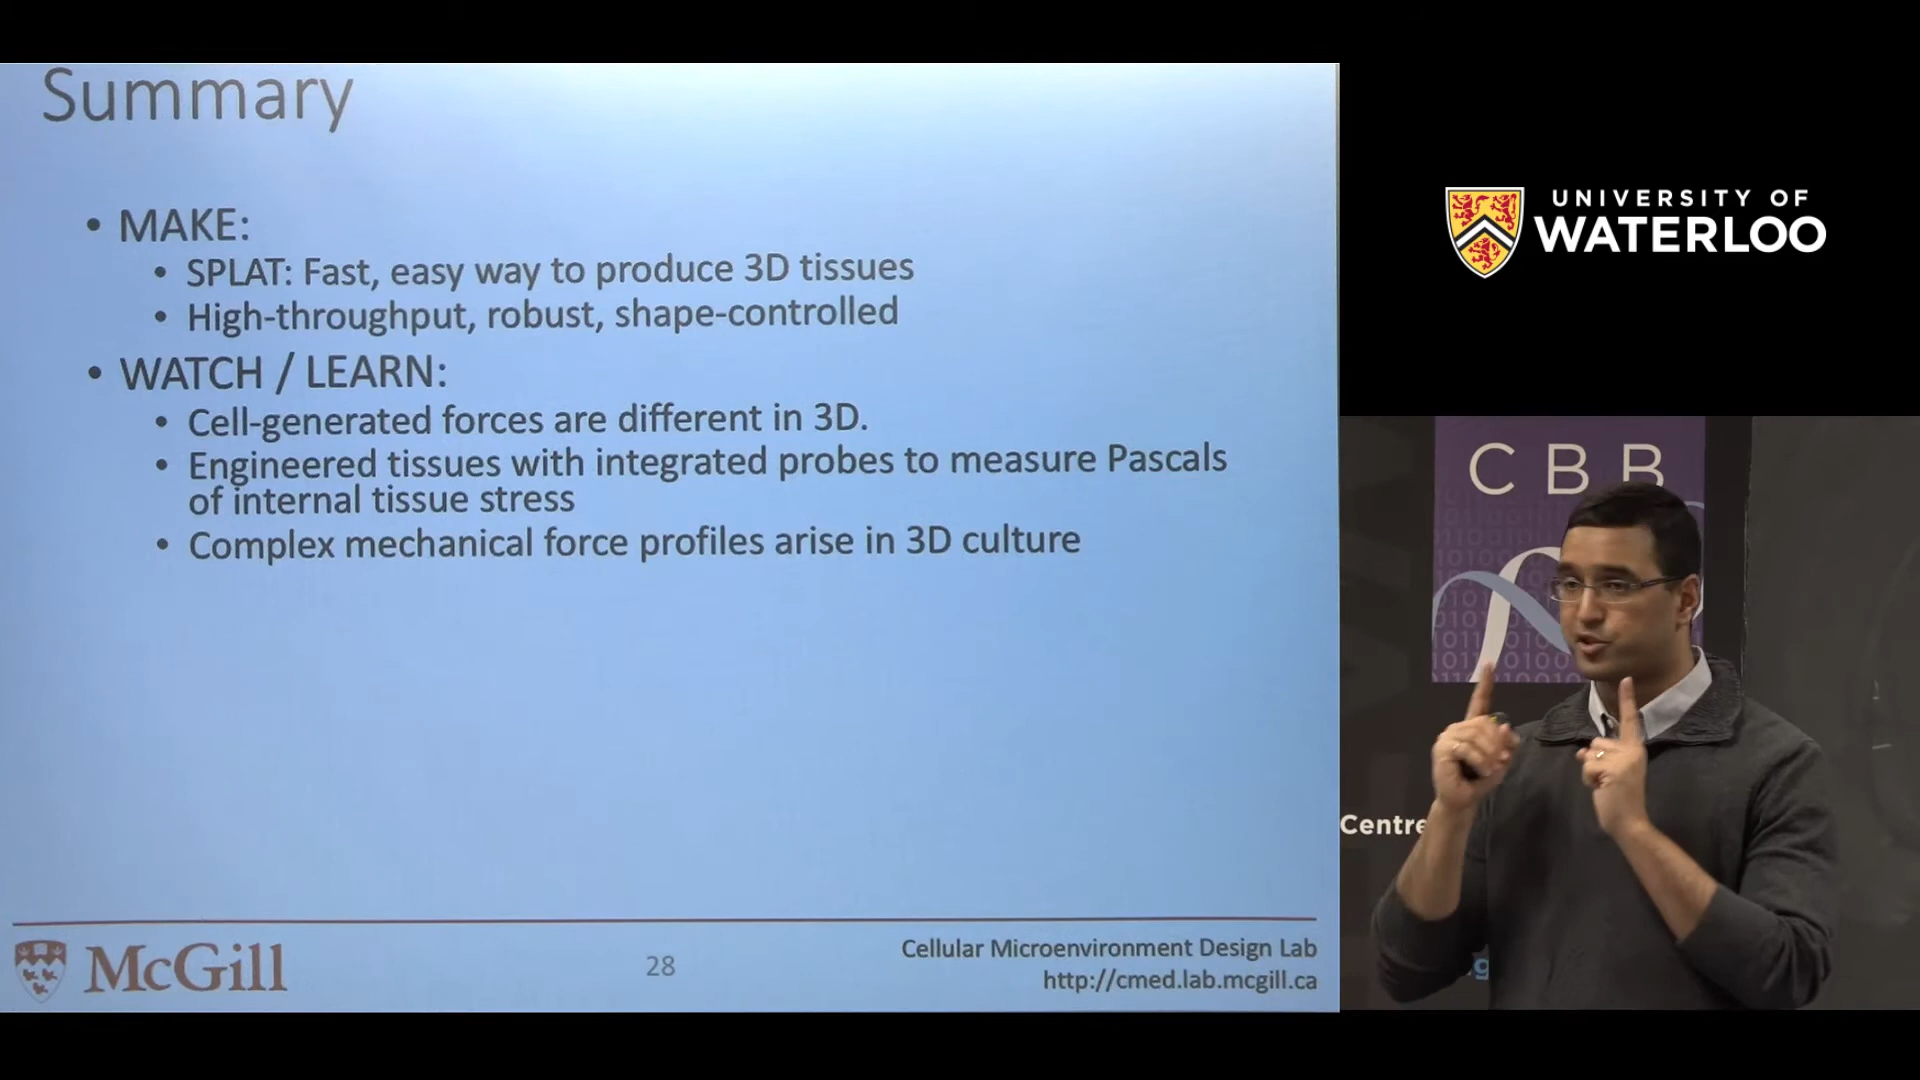 Summary
• MAKE:
• SPLAT: Fast, easy way to produce 3D tissues
• High-throughput, robust, shape-controlled
• WATCH / LEARN:
• Cell-generated forces are different in 3D.
• Engineered tissues with integrated probes to measure Pascals
of internal tissue stress
• Complex mechanical force profiles arise in 3D culture
McGill
28
Cellular Microenvironment Design Lab
http://cmed.lab.mcgill.ca
UNIVERSITY OF
WATERLOO
CBB
Centre